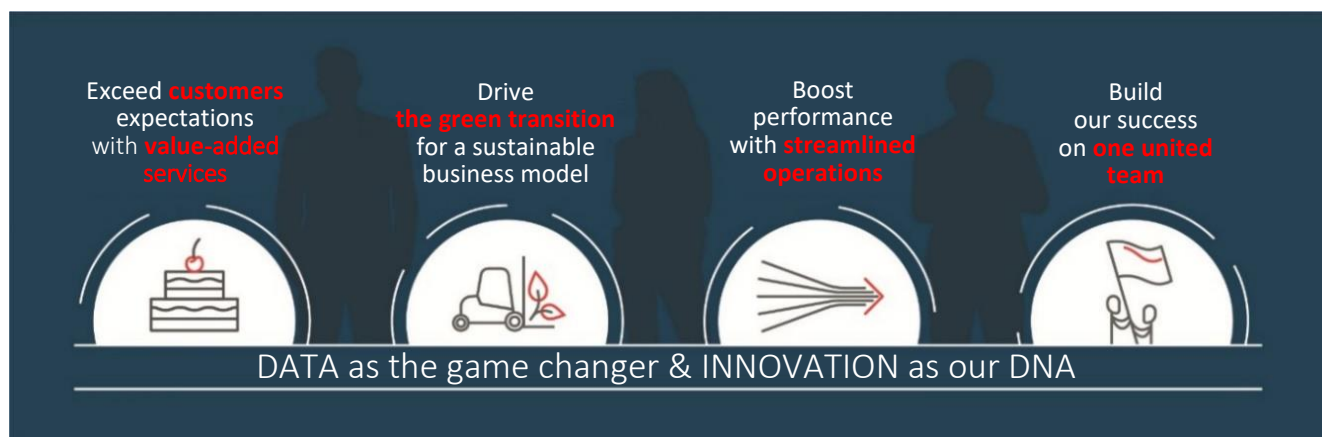 Exceed customers
expectations
with value-added
services
Drive
the green transition
for a sustainable
business model
Boost
performance
with streamlined
operations
Build
our success
on one united
team
DATA as the game changer & INNOVATION as our DNA